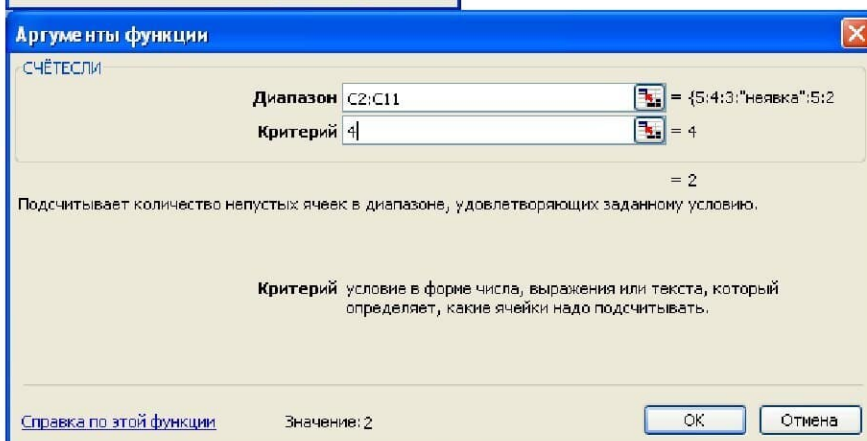 Аргументы функции
СЧЁТЕСЛИ
Диапазон C2:C11 = {5:4:3:"неявка":5:2
Критерий 4 = 4
= 2
Подсчитывает количество непустых ячеек в диапазоне, удовлетворяющих заданному условию.
Критерий условие в форме числа, выражения или текста, который
определяет, какие ячейки надо подсчитывать.
Справка по этой функции Значение: 2 ОК Отмена